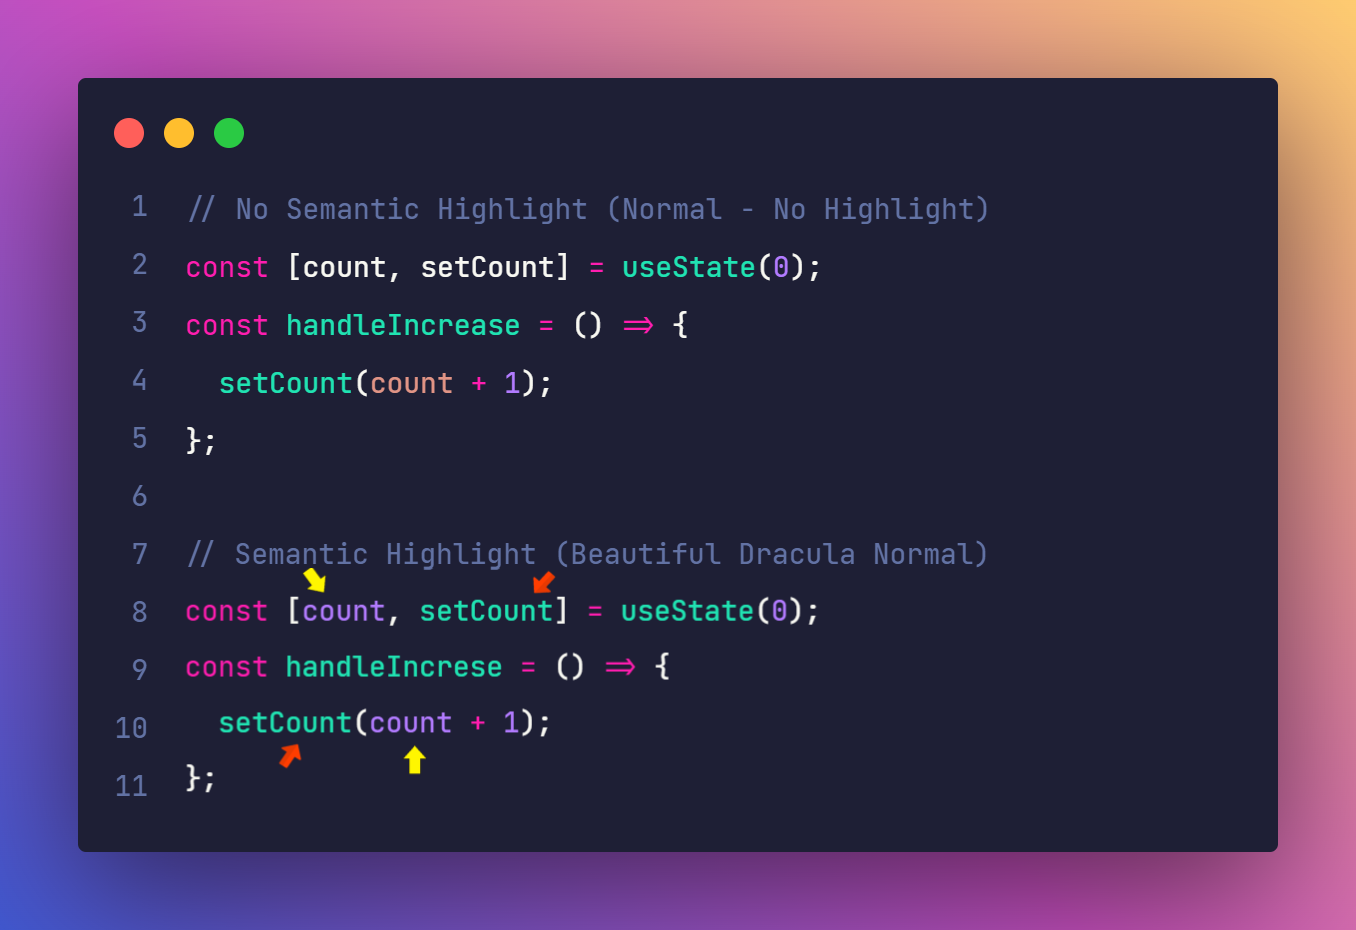 1 // No Semantic Highlight (Normal - No Highlight)
2 const [count, setCount] = useState(0);
3 const handleIncrease = () => {
4   setCount(count + 1);
5 };
6
7 // Semantic Highlight (Beautiful Dracula Normal)
8 const [count, setCount] = useState(0);
9 const handleIncrese = () => {
10   setCount(count + 1);
11 };